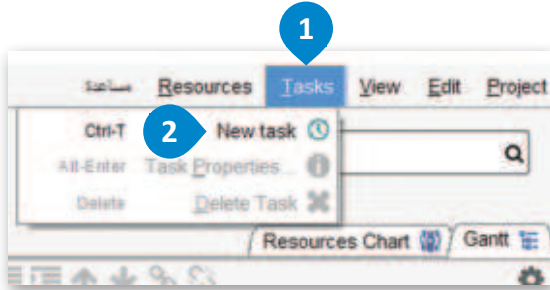 1
Project Edit View Tasks Resources مساعدة
2
New task Ctrl-T
Task Properties... Alt-Enter
Delete Task Delete
Gantt Resources Chart